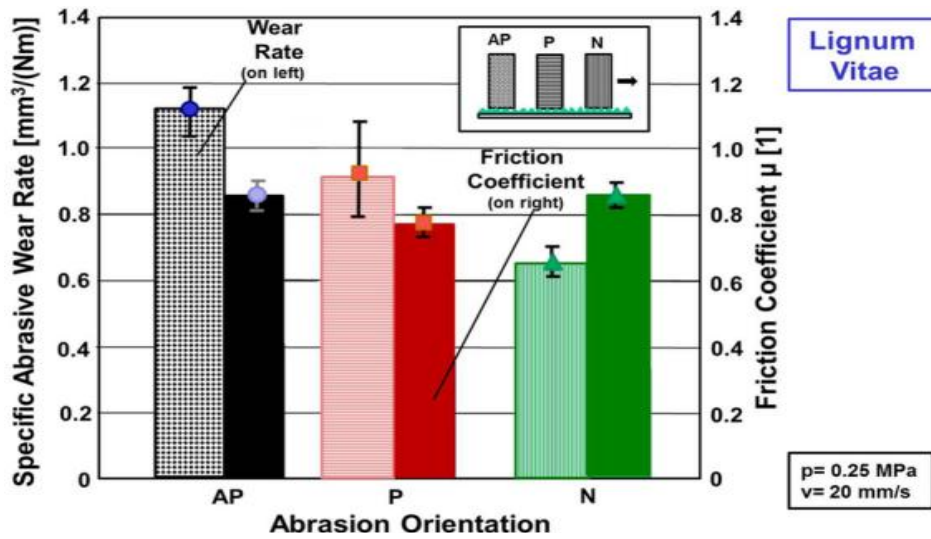 Specific Abrasive Wear Rate [mm³/(Nm)]
1.4
1.2
1.0
0.8
0.6
0.4
0.2
0
Wear
Rate
(on left)
AP P N
Friction
Coefficient
(on right)
1.4
1.2
1.0
0.8
0.6
0.4
0.2
0
Friction Coefficient μ [1]
AP P N
Abrasion Orientation
Lignum
Vitae
p= 0.25 MPa
v= 20 mm/s